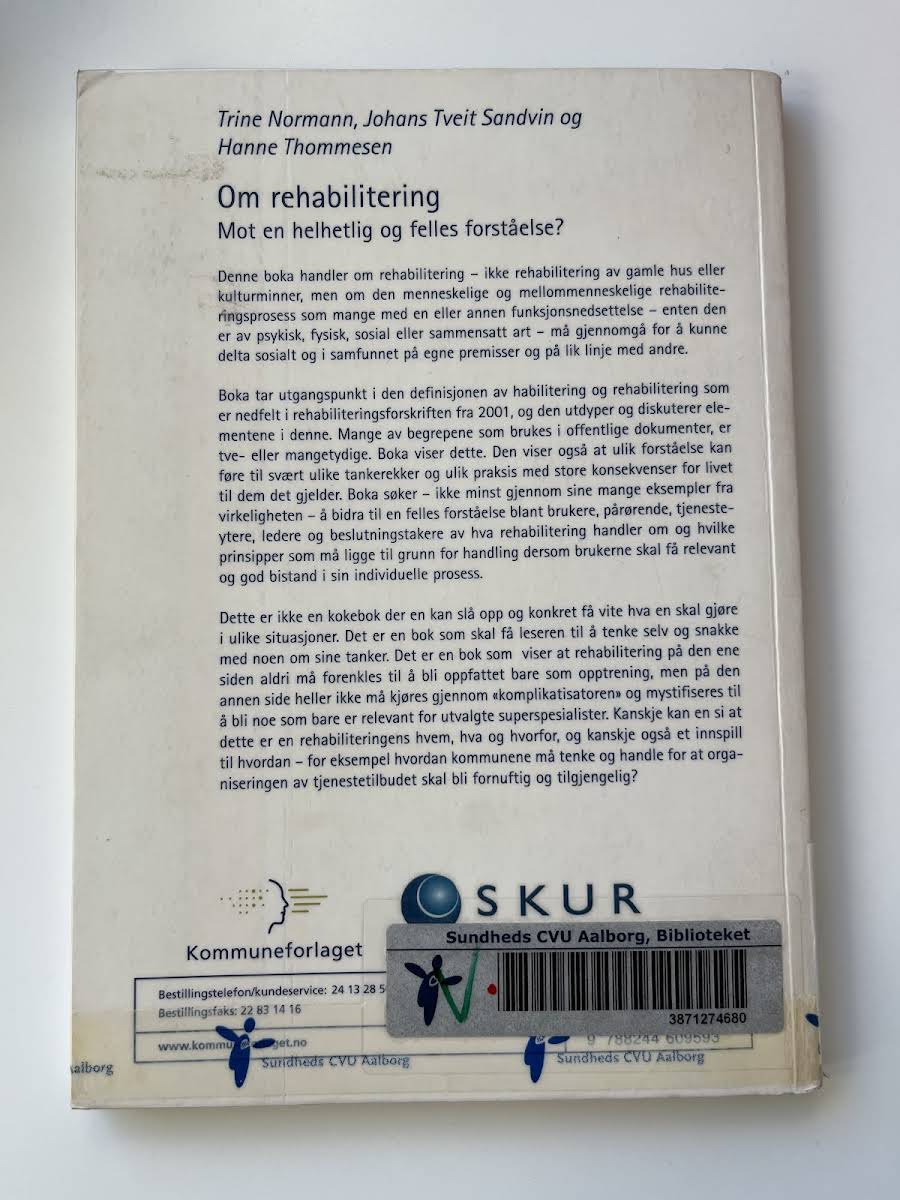 Trine Normann, Johans Tveit Sandvin og
Hanne Thommesen
Om rehabilitering
Mot en helhetlig og felles forståelse?
Denne boka handler om rehabilitering – ikke rehabilitering av gamle hus eller
kulturminner, men om den menneskelige og mellommenneskelige rehabilite-
ringsprosess som mange med en eller annen funksjonsnedsettelse – enten den
er av psykisk, fysisk, sosial eller sammensatt art – må gjennomgå for å kunne
delta sosialt og i samfunnet på egne premisser og på lik linje med andre.
Boka tar utgangspunkt i den definisjonen av habilitering og rehabilitering som
er nedfelt i rehabiliteringsforskriften fra 2001, og den utdyper og diskuterer ele-
mentene i denne. Mange av begrepene som brukes i offentlige dokumenter, er
tve- eller mangetydige. Boka viser dette. Den viser også at ulik forståelse kan
føre til svært ulike tankerekker og ulik praksis med store konsekvenser for livet
til dem det gjelder. Boka søker – ikke minst gjennom sine mange eksempler fra
virkeligheten – å bidra til en felles forståelse blant brukere, pårørende, tjeneste-
ytere, ledere og beslutningstakere av hva rehabilitering handler om og hvilke
prinsipper som må ligge til grunn for handling dersom brukerne skal få relevant
og god bistand i sin individuelle prosess.
Dette er ikke en kokebok der en kan slå opp og konkret få vite hva en skal gjøre
i ulike situasjoner. Det er en bok som skal få leseren til å tenke selv og snakke
med noen om sine tanker. Det er en bok som viser at rehabilitering på den ene
siden aldri må forenkles til å bli oppfattet bare som opptrening, men på den
annen side heller ikke må kjøres gjennom «komplikatisatoren» og mystifiseres til
å bli noe som bare er relevant for utvalgte superspesialister. Kanskje kan en si at
dette er en rehabiliteringens hvem, hva og hvorfor, og kanskje også et innspill
til hvordan – for eksempel hvordan kommunene må tenke og handle for at orga-
niseringen av tjenestetilbudet skal bli fornuftig og tilgjengelig?
SKUR
Kommuneforlaget
Sundheds CVU Aalborg, Biblioteket
3871274680
Bestillingstelefon/kundeservice: 24 13 28 5
Bestillingsfaks: 22 83 14 16
9 788244 609593
Sundheds CVU Aalborg
Sundheds CVU Aalborg